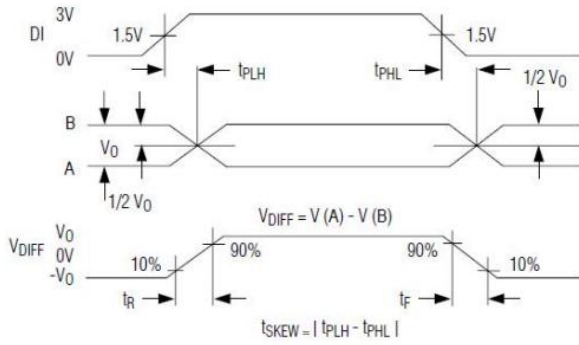 3V
DI 1.5V 1.5V
0V
tPLH tPHL 1/2 VO
B
VO
A
1/2 VO
VDIFF = V (A) - V (B)
VO
VDIFF 0V 10% 90% 90% 10%
-VO
tR tF
tSKEW = | tPLH - tPHL |